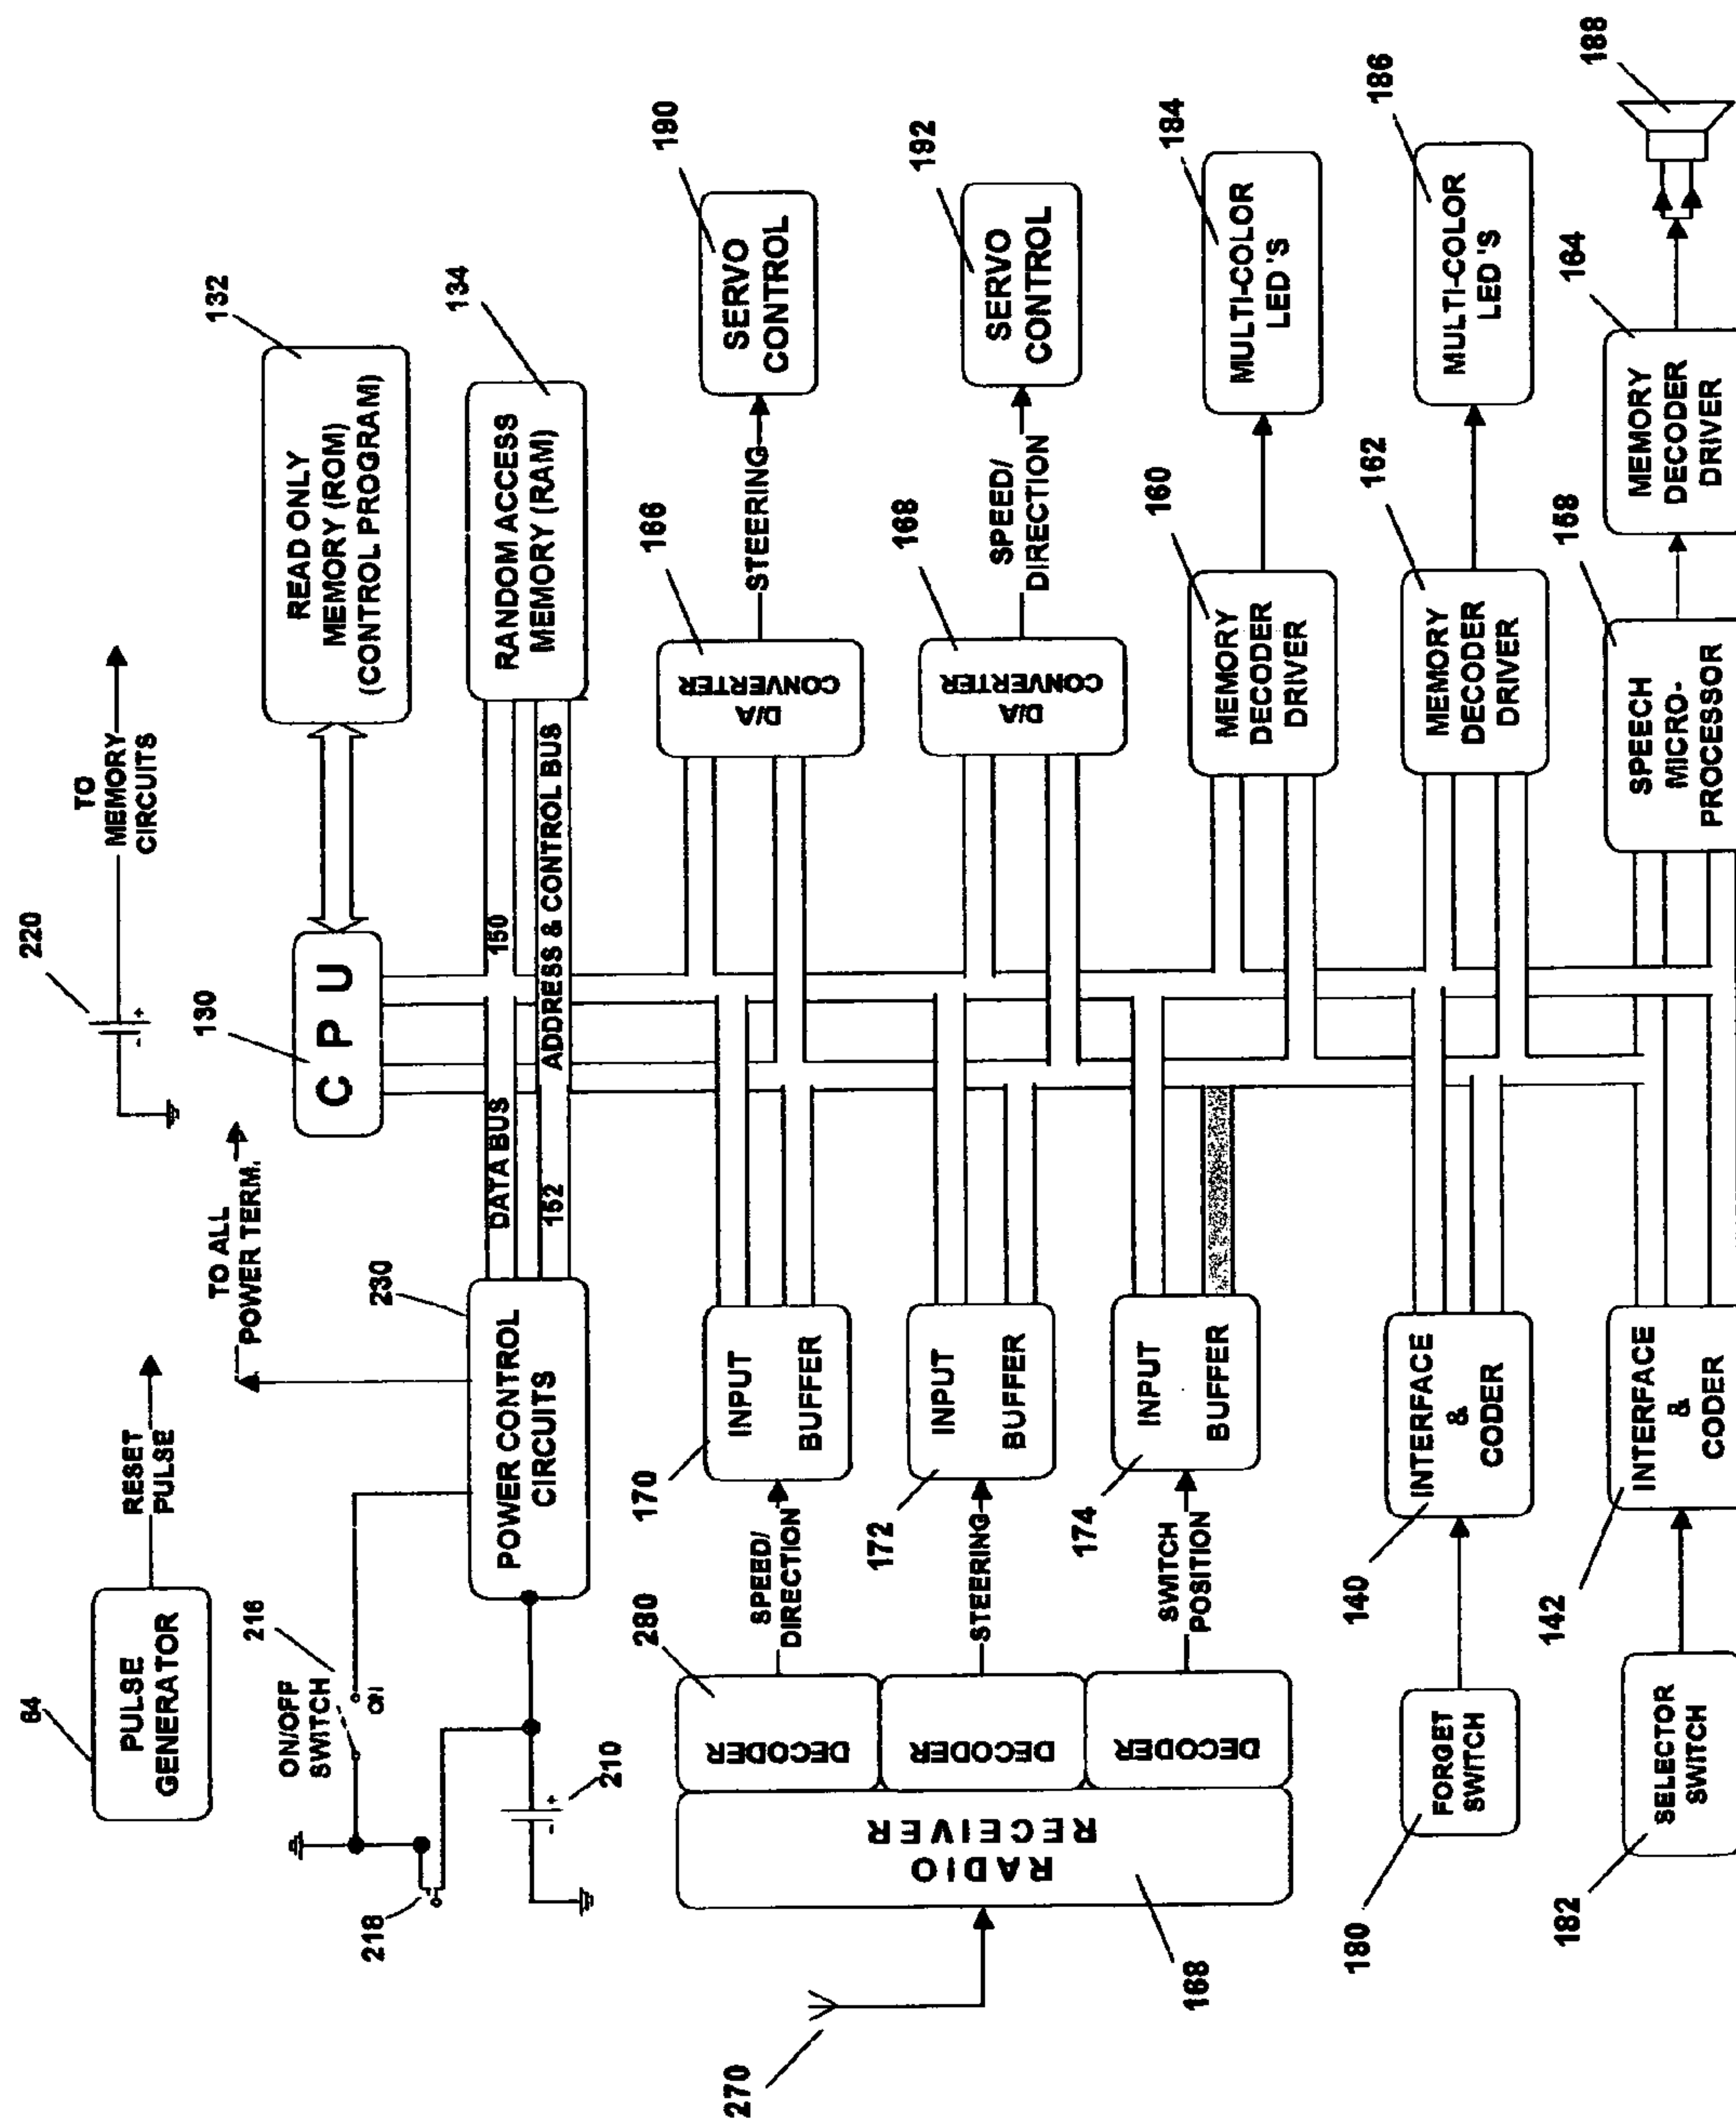 220
TO
MEMORY
CIRCUITS
64
PULSE
GENERATOR
RESET
PULSE
TO ALL
POWER TERM.
130
C P U
132
READ ONLY
MEMORY (ROM)
(CONTROL PROGRAM)
216
ON/OFF
SWITCH
ON
218
210
- +
- +
230
POWER CONTROL
CIRCUITS
DATA BUS
150
152
ADDRESS & CONTROL BUS
134
RANDOM ACCESS
MEMORY (RAM)
270
RADIO
RECEIVER
168
280
DECODER
DECODER
DECODER
SPEED/
DIRECTION
170
INPUT
BUFFER
166
D/A
CONVERTER
STEERING
190
SERVO
CONTROL
STEERING
172
INPUT
BUFFER
168
D/A
CONVERTER
SPEED/
DIRECTION
192
SERVO
CONTROL
SWITCH
POSITION
174
INPUT
BUFFER
160
MEMORY
DECODER
DRIVER
184
MULTI-COLOR
LED'S
180
FORGET
SWITCH
140
INTERFACE
&
CODER
162
MEMORY
DECODER
DRIVER
186
MULTI-COLOR
LED'S
182
SELECTOR
SWITCH
142
INTERFACE
&
CODER
158
SPEECH
MICRO-
PROCESSOR
164
MEMORY
DECODER
DRIVER
188